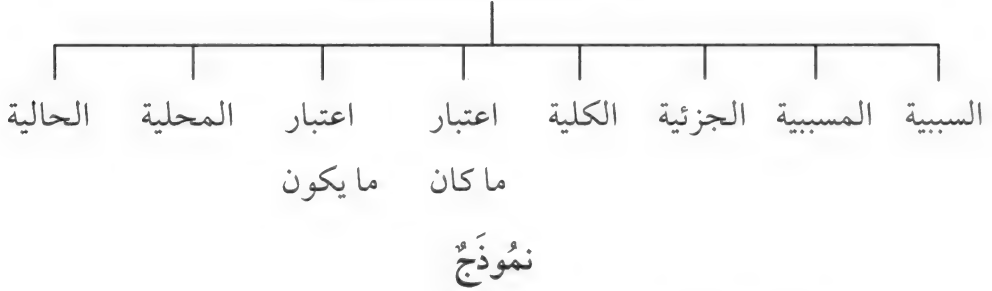 السببية المسببية الجزئية الكلية اعتبار اعتبار المحلية الحالية
ما كان ما يكون
نمُوذَجٌ